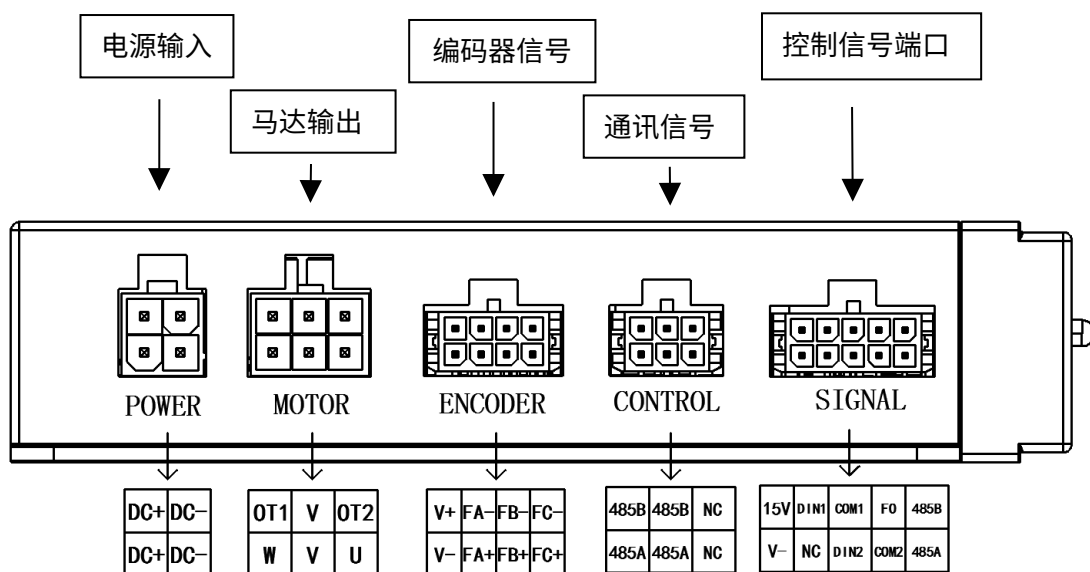 电源输入
编码器信号
控制信号端口
马达输出
通讯信号
POWER
MOTOR
ENCODER
CONTROL
SIGNAL
DC+ DC-
DC+ DC-
OT1 V OT2
W V U
V+ FA- FB- FC-
V- FA+ FB+ FC+
485B 485B NC
485A 485A NC
15V DIN1 COM1 FO 485B
V- NC DIN2 COM2 485A